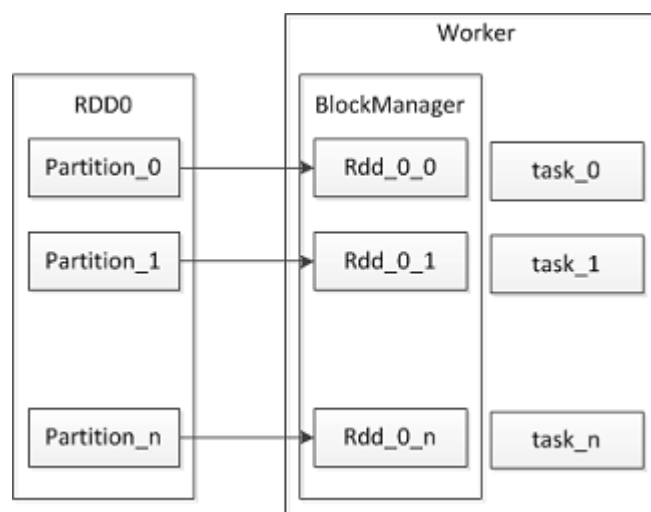 Worker
RDD0
BlockManager
Partition_0
Rdd_0_0
task_0
Partition_1
Rdd_0_1
task_1
Partition_n
Rdd_0_n
task_n